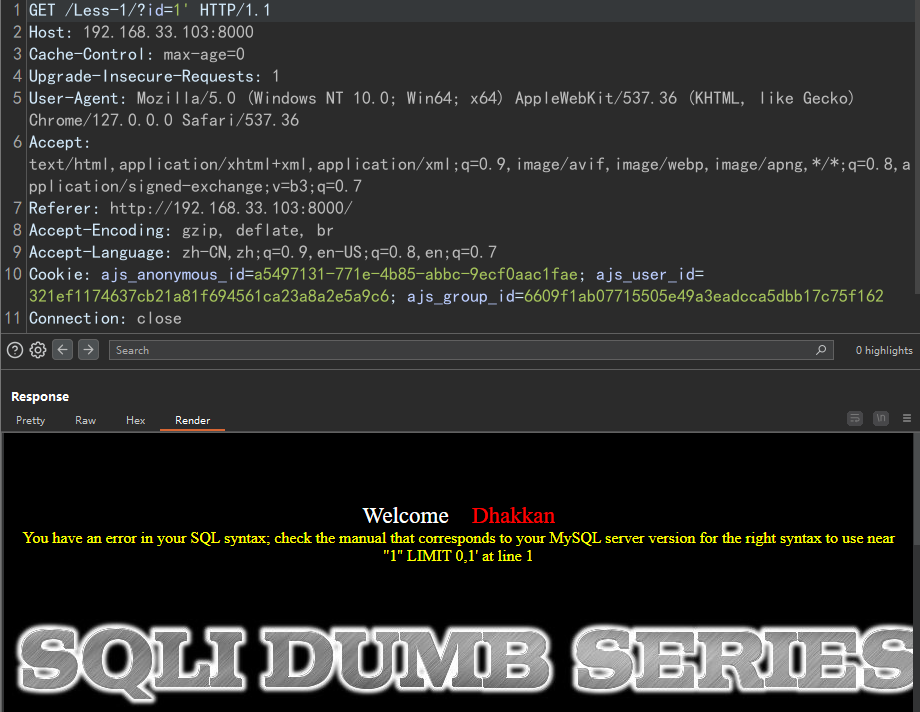 1 GET /Less-1/?id=1' HTTP/1.1
2 Host: 192.168.33.103:8000
3 Cache-Control: max-age=0
4 Upgrade-Insecure-Requests: 1
5 User-Agent: Mozilla/5.0 (Windows NT 10.0; Win64; x64) AppleWebKit/537.36 (KHTML, like Gecko)
Chrome/127.0.0.0 Safari/537.36
6 Accept:
text/html,application/xhtml+xml,application/xml;q=0.9,image/avif,image/webp,image/apng,*/*;q=0.8,a
pplication/signed-exchange;v=b3;q=0.7
7 Referer: http://192.168.33.103:8000/
8 Accept-Encoding: gzip, deflate, br
9 Accept-Language: zh-CN,zh;q=0.9,en-US;q=0.8,en;q=0.7
10 Cookie: ajs_anonymous_id=a5497131-771e-4b85-abbc-9ecf0aac1fae; ajs_user_id=
321ef1174637cb21a81f694561ca23a8a2e5a9c6; ajs_group_id=6609f1ab07715505e49a3eadcca5dbb17c75f162
11 Connection: close
Search 0 highlights
Response
Pretty Raw Hex Render
\n
Welcome Dhakkan
You have an error in your SQL syntax; check the manual that corresponds to your MySQL server version for the right syntax to use near
''1'' LIMIT 0,1' at line 1
SQLI DUMB SERIES